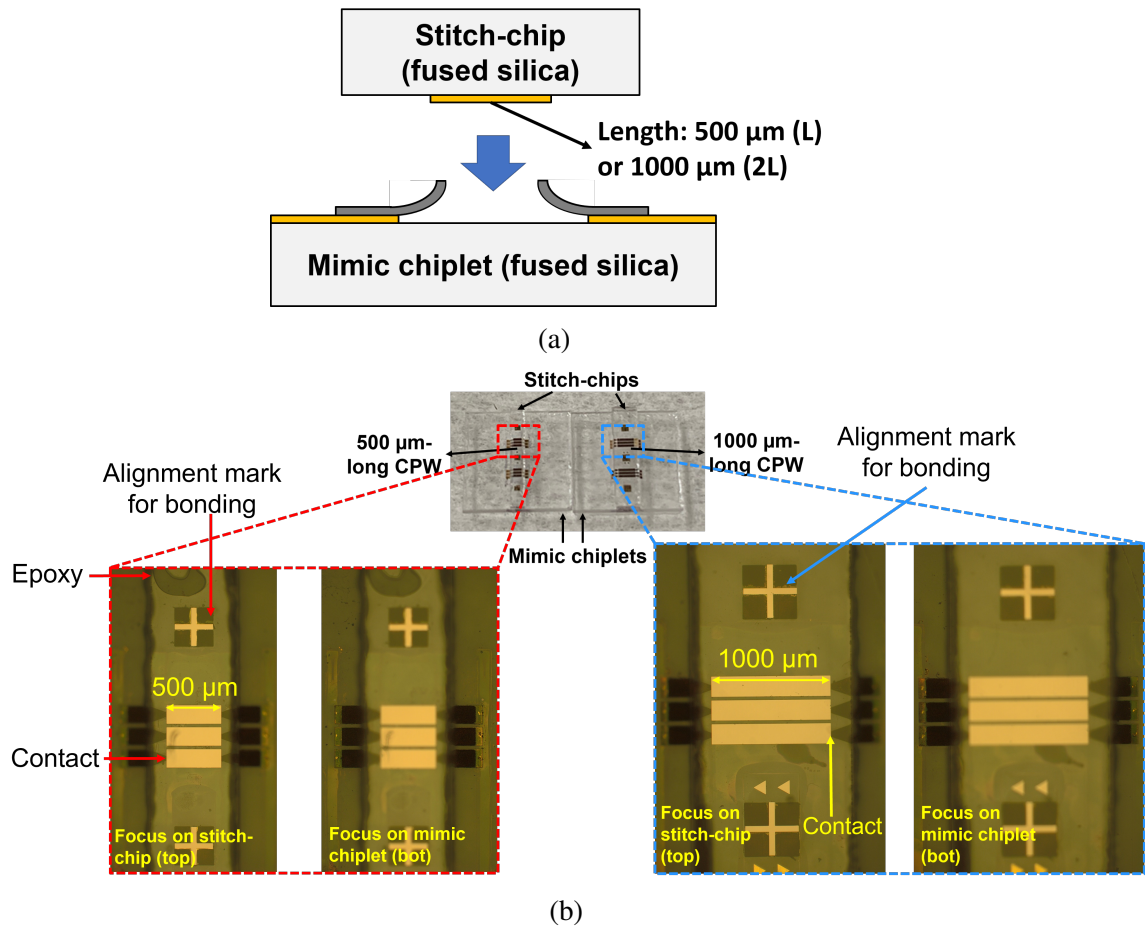 Stitch-chip
(fused silica)
Length: 500 µm (L)
or 1000 µm (2L)
Mimic chiplet (fused silica)
(a)
Stitch-chips
500 µm-
long CPW
1000 µm-
long CPW
Alignment mark
for bonding
Alignment mark
for bonding
Mimic chiplets
Epoxy
500 µm
1000 µm
Contact
Focus on stitch-
chip (top)
Focus on mimic
chiplet (bot)
Focus on
stitch-chip
(top)
Contact
Focus on
mimic chiplet
(bot)
(b)